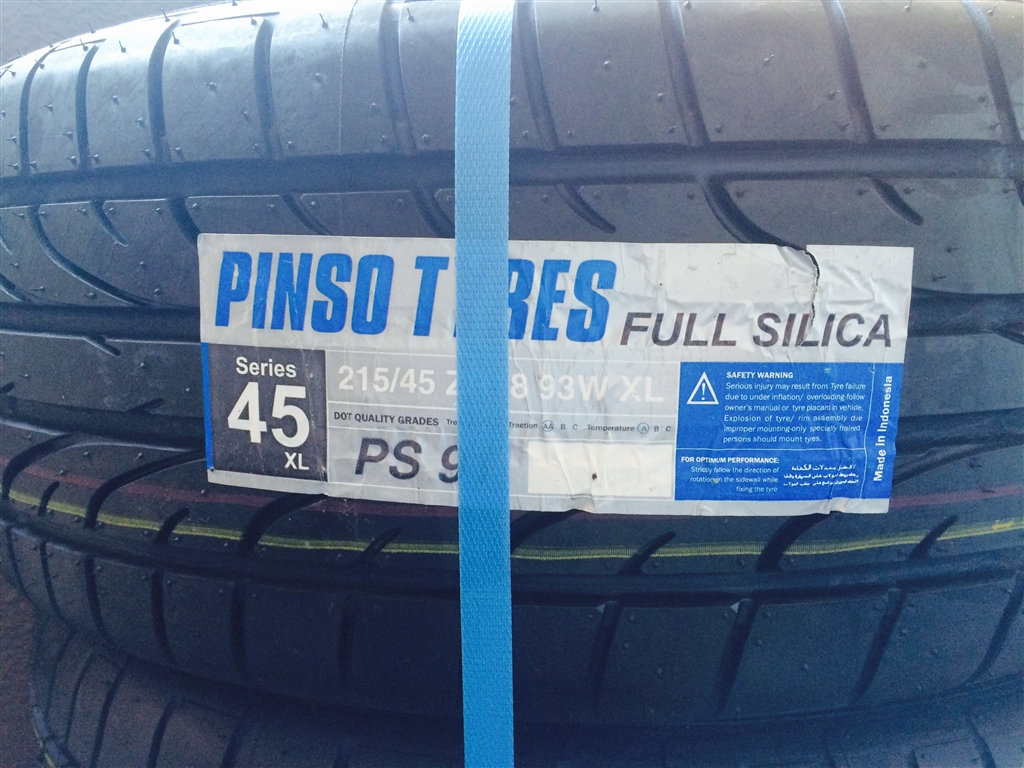 PINSO T RES
FULL SILICA
Series
45
XL
215/45 Z 8 93W XL
DOT QUALITY GRADES Tre Traction AA B C Temperature A B C
PS 9
SAFETY WARNING
Serious injury may result from: Tyre failure
due to under inflation/ overloading-follow
owner's manual or tyre placard in vehicle.
Explosion of tyre/ rim assembly due
improper mounting-only specially trained
persons should mount tyres.
FOR OPTIMUM PERFORMANCE:
Strictly follow the direction of
rotation on the sidewall while
fixing the tyre
Made in Indonesia